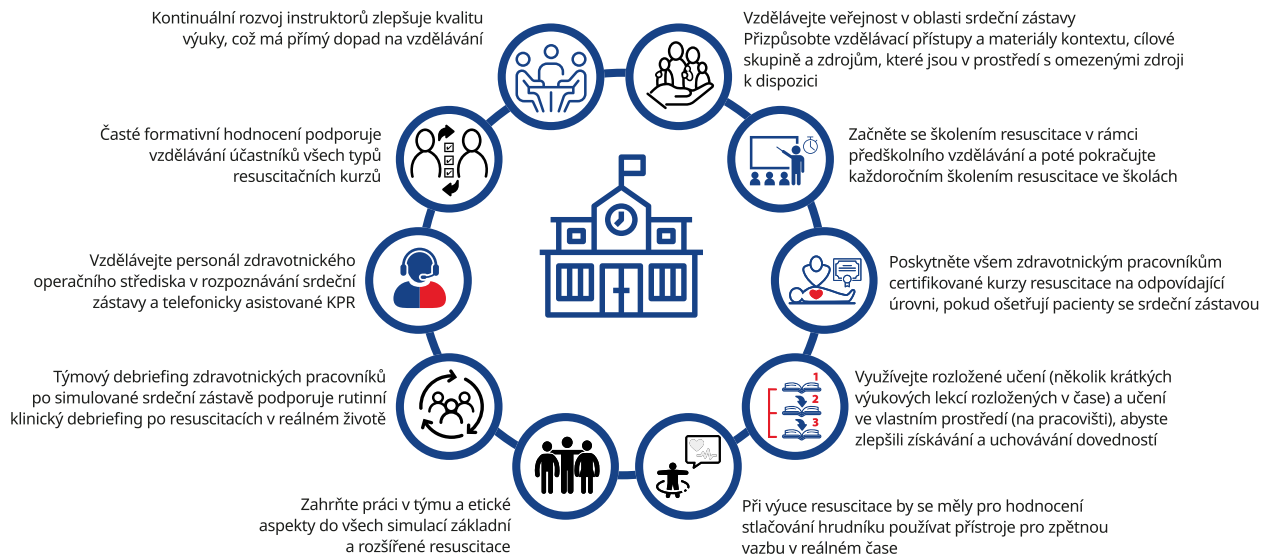 Kontinuální rozvoj instruktorů zlepšuje kvalitu
výuky, což má přímý dopad na vzdělávání
Vzdělávejte veřejnost v oblasti srdeční zástavy
Přizpůsobte vzdělávací přístupy a materiály kontextu, cílové
skupině a zdrojům, které jsou v prostředí s omezenými zdroji
k dispozici
Časté formativní hodnocení podporuje
vzdělávání účastníků všech typů
resuscitačních kurzů
Začněte se školením resuscitace v rámci
předškolního vzdělávání a poté pokračujte
každoročním školením resuscitace ve školách
Vzdělávejte personál zdravotnického
operačního střediska v rozpoznávání srdeční
zástavy a telefonicky asistované KPR
Poskytněte všem zdravotnickým pracovníkům
certifikované kurzy resuscitace na odpovídající
úrovni, pokud ošetřují pacienty se srdeční zástavou
Týmový debriefing zdravotnických pracovníků
po simulované srdeční zástavě podporuje rutinní
klinický debriefing po resuscitacích v reálném životě
1
2
3
Využívejte rozložené učení (několik krátkých
výukových lekcí rozložených v čase) a učení
ve vlastním prostředí (na pracovišti), abyste
zlepšili získávání a uchovávání dovedností
Zahrňte práci v týmu a etické
aspekty do všech simulací základní
a rozšířené resuscitace
Při výuce resuscitace by se měly pro hodnocení
stlačování hrudníku používat přístroje pro zpětnou
vazbu v reálném čase